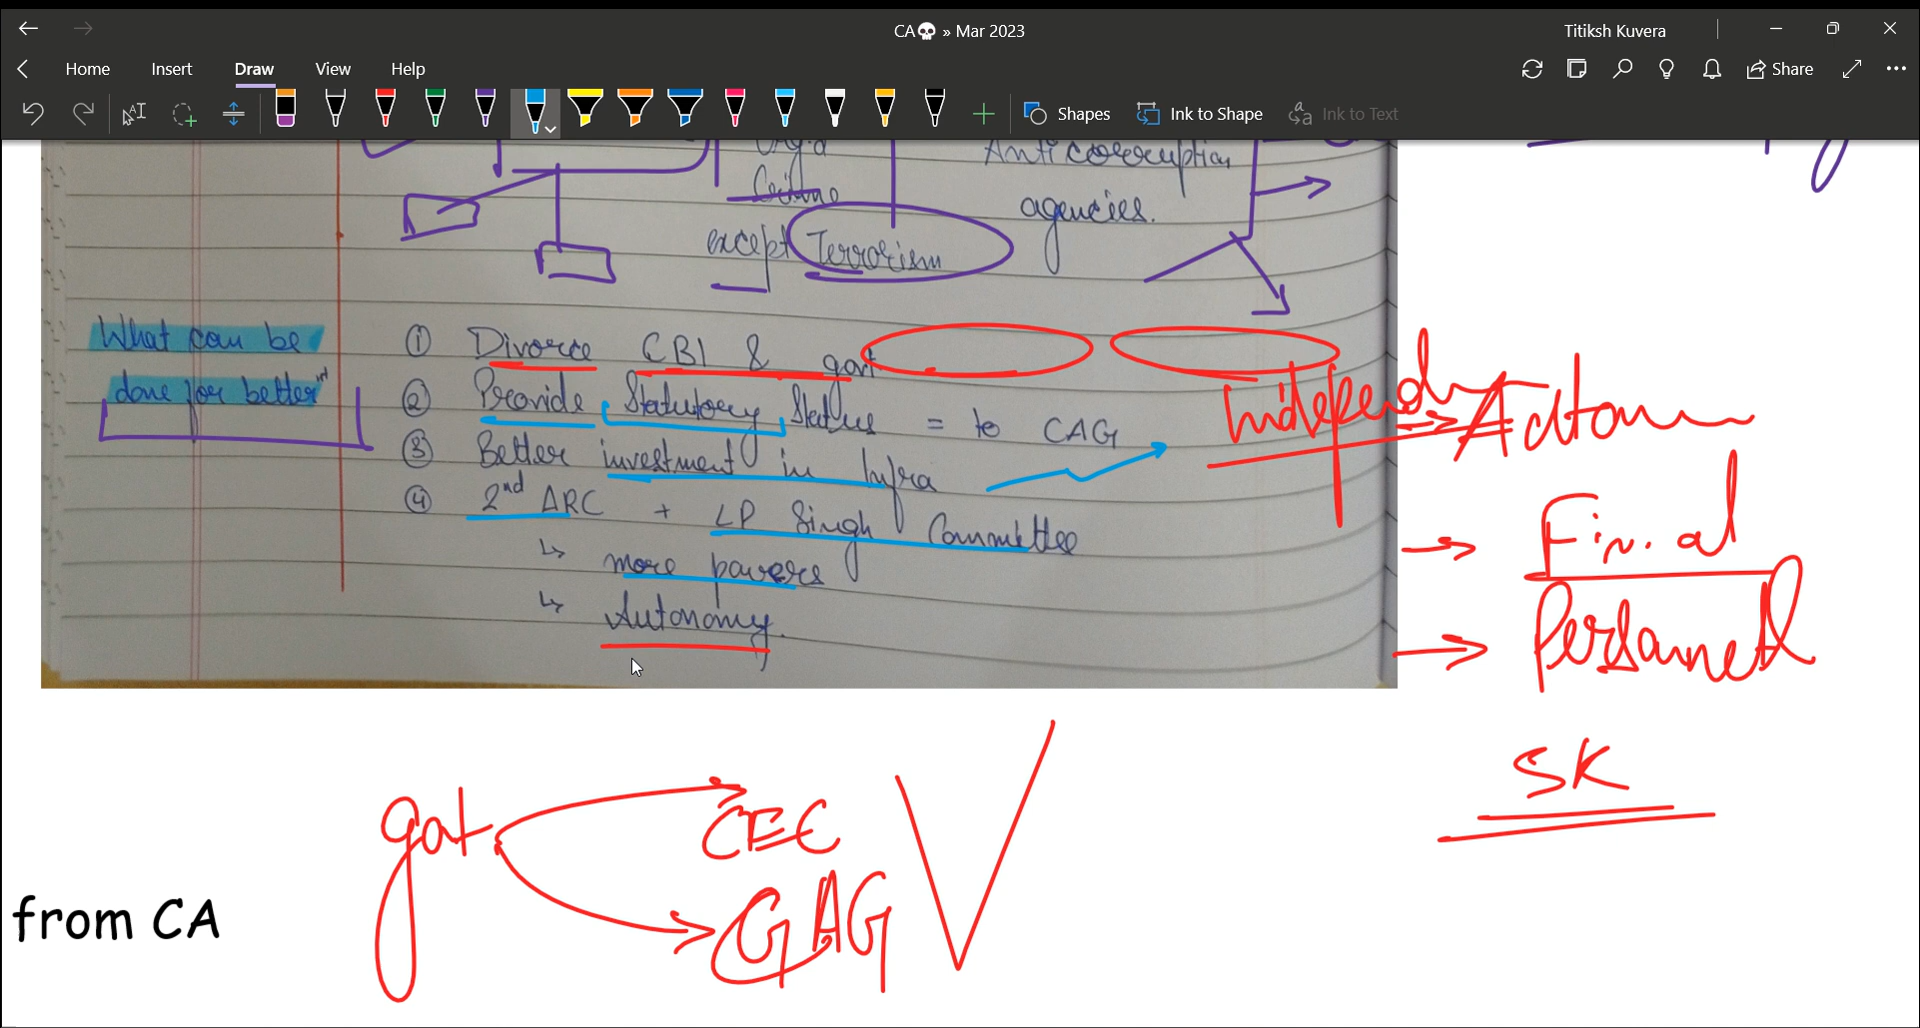 CA💀 » Mar 2023
Titiksh Kuvera
Home Insert Draw View Help
Share
Shapes Ink to Shape Ink to Text
Anti corruption
agencies.
except Terrorism
What can be
done for bettermt
① Divorce CBI & govt
② Provide Statutory Status = to CAG
③ Better investment in Infra
④ 2nd ARC + LP Singh Committee
↳ more powers
↳ Autonomy.
Independ
→ Fin. al
→ Personnel
SK
CEC
CAG
from CA